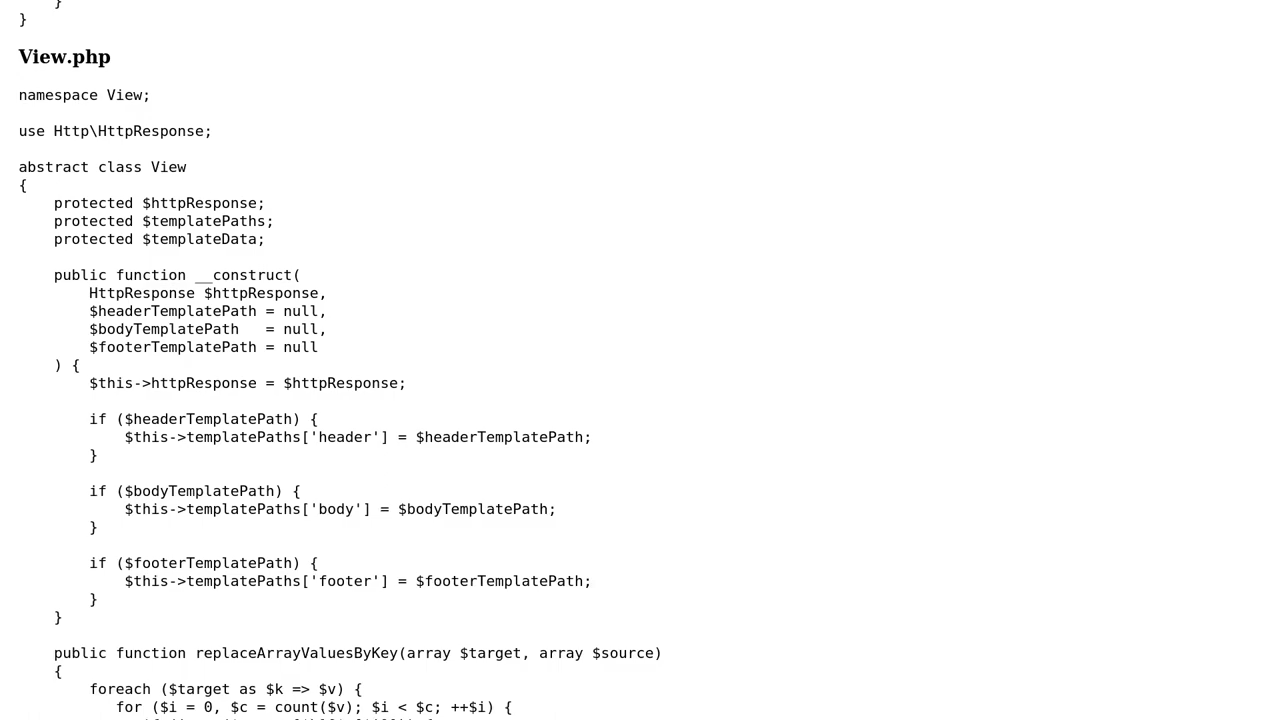 }
}
View.php
namespace View;
use Http\HttpResponse;
abstract class View
{
protected $httpResponse;
protected $templatePaths;
protected $templateData;
public function __construct(
HttpResponse $httpResponse,
$headerTemplatePath = null,
$bodyTemplatePath   = null,
$footerTemplatePath = null
) {
$this->httpResponse = $httpResponse;
if ($headerTemplatePath) {
$this->templatePaths['header'] = $headerTemplatePath;
}
if ($bodyTemplatePath) {
$this->templatePaths['body'] = $bodyTemplatePath;
}
if ($footerTemplatePath) {
$this->templatePaths['footer'] = $footerTemplatePath;
}
}
public function replaceArrayValuesByKey(array $target, array $source)
{
foreach ($target as $k => $v) {
for ($i = 0, $c = count($v); $i < $c; ++$i) {